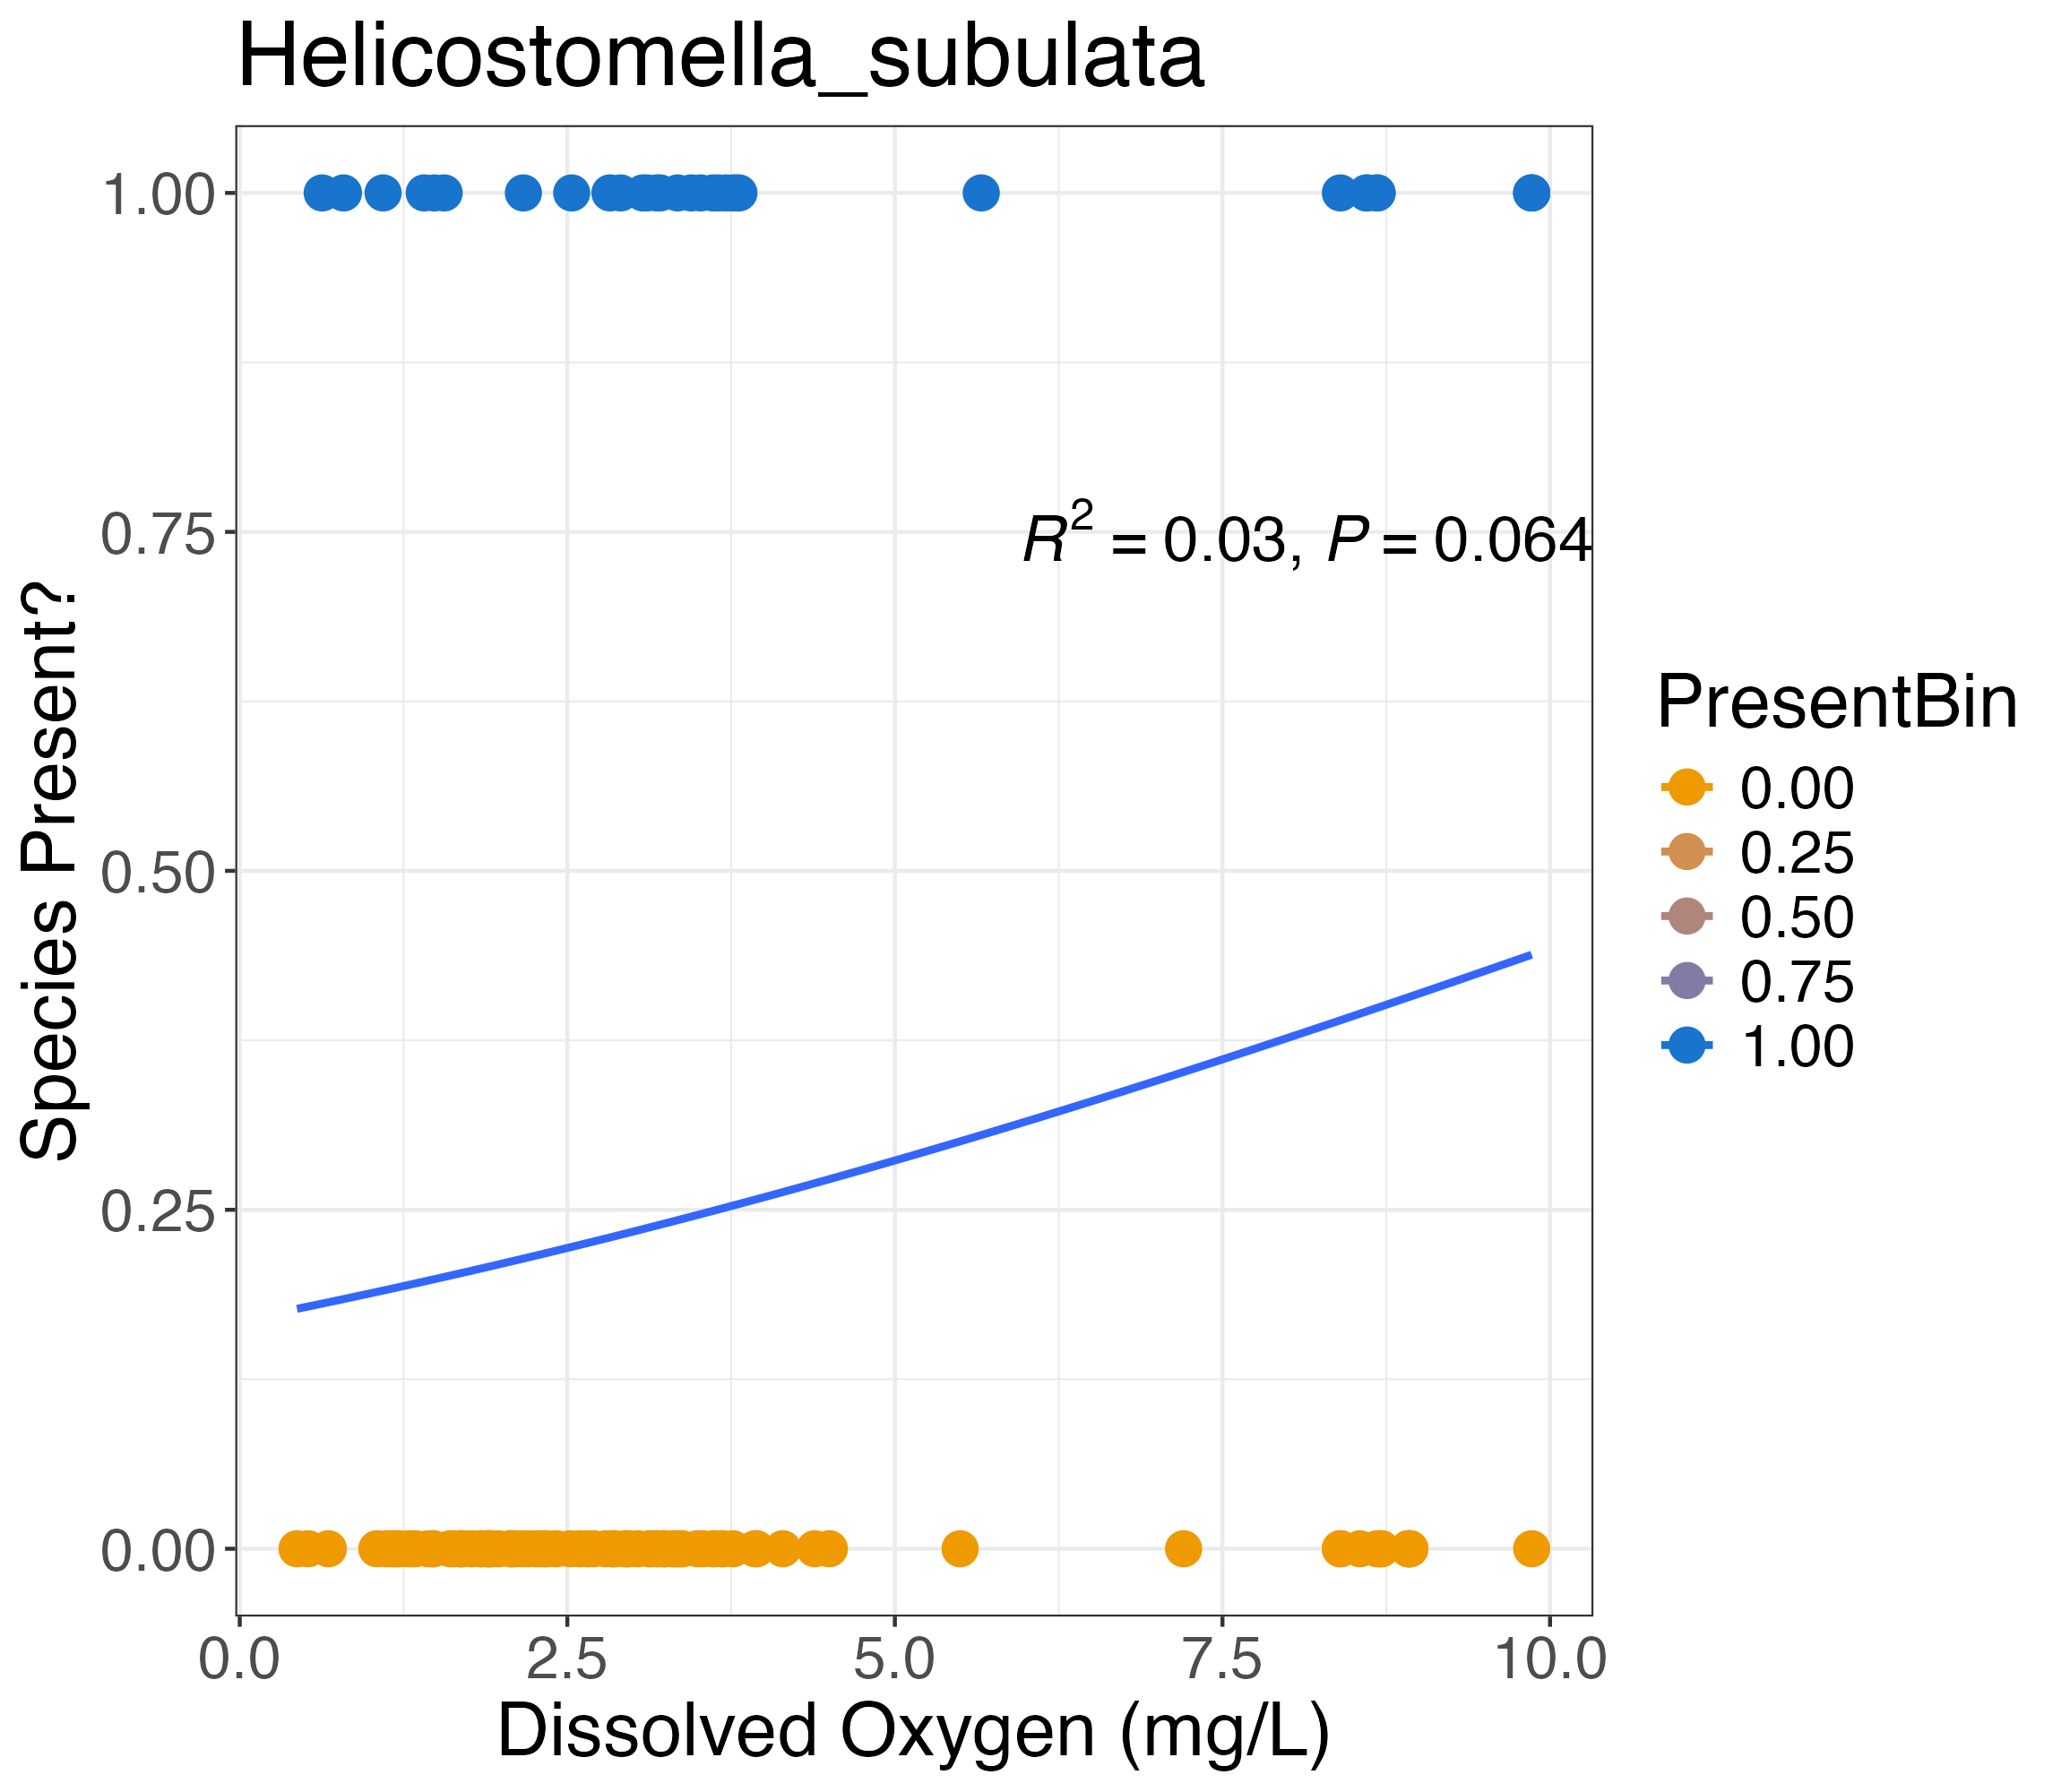 Helicostomella_subulata
1.00
0.75
0.50
0.25
0.00
Species Present?
R² = 0.03, P = 0.064
0.0 2.5 5.0 7.5 10.0
Dissolved Oxygen (mg/L)
PresentBin
0.00
0.25
0.50
0.75
1.00